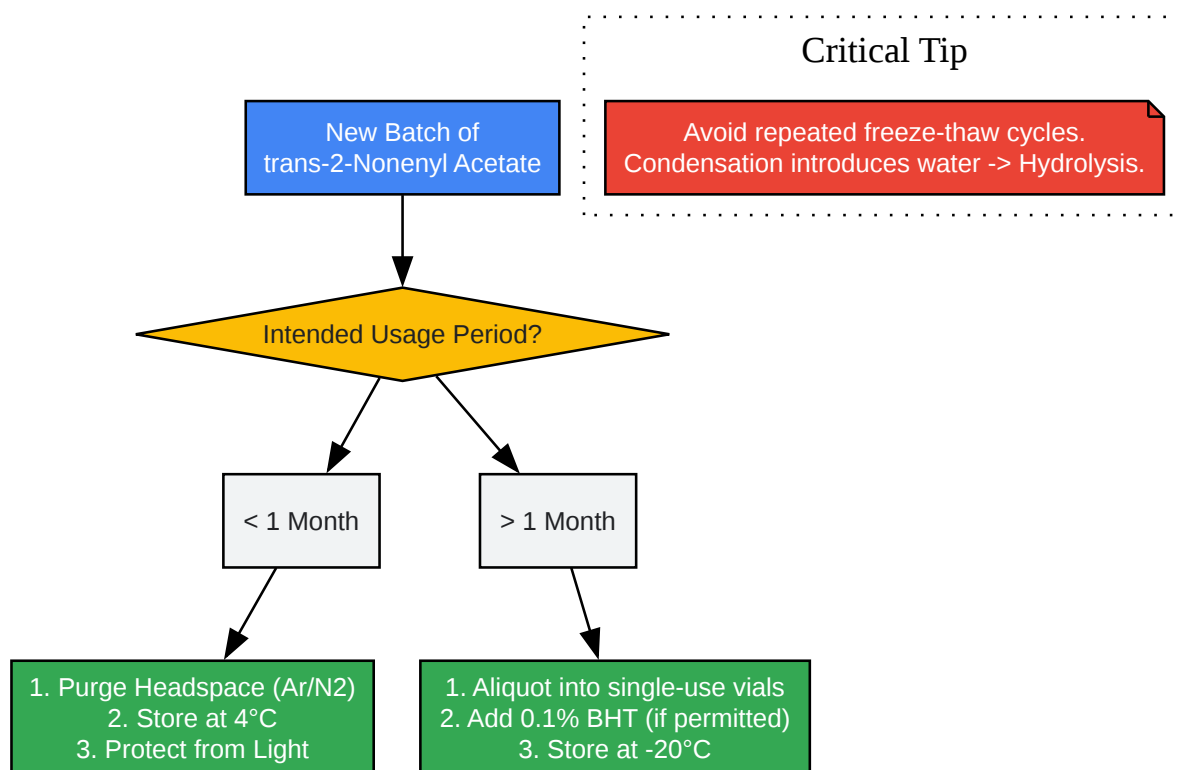 Critical Tip
New Batch of
trans-2-Nonenyl Acetate
Avoid repeated freeze-thaw cycles.
Condensation introduces water -> Hydrolysis.
Intended Usage Period?
< 1 Month
> 1 Month
1. Purge Headspace (Ar/N2)
2. Store at 4°C
3. Protect from Light
1. Aliquot into single-use vials
2. Add 0.1% BHT (if permitted)
3. Store at -20°C